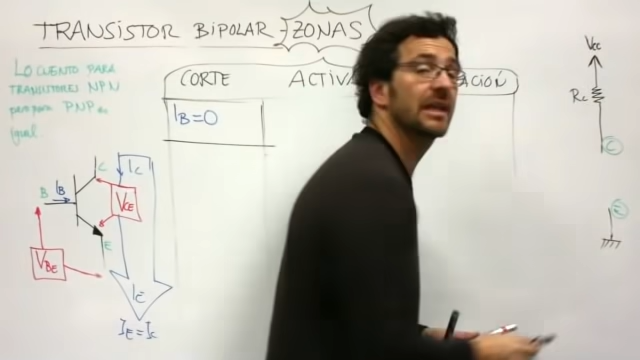 TRANSISTOR BIPOLAR - ZONAS
LO CUENTO PARA
TRANSISTORES NPN
pero para PNP es
igual
CORTE
ACTIVA
ACIÓN
IB=0
B
IB
C
IC
VCE
E
VBE
IE
IE = IC
Vcc
Rc
C
E